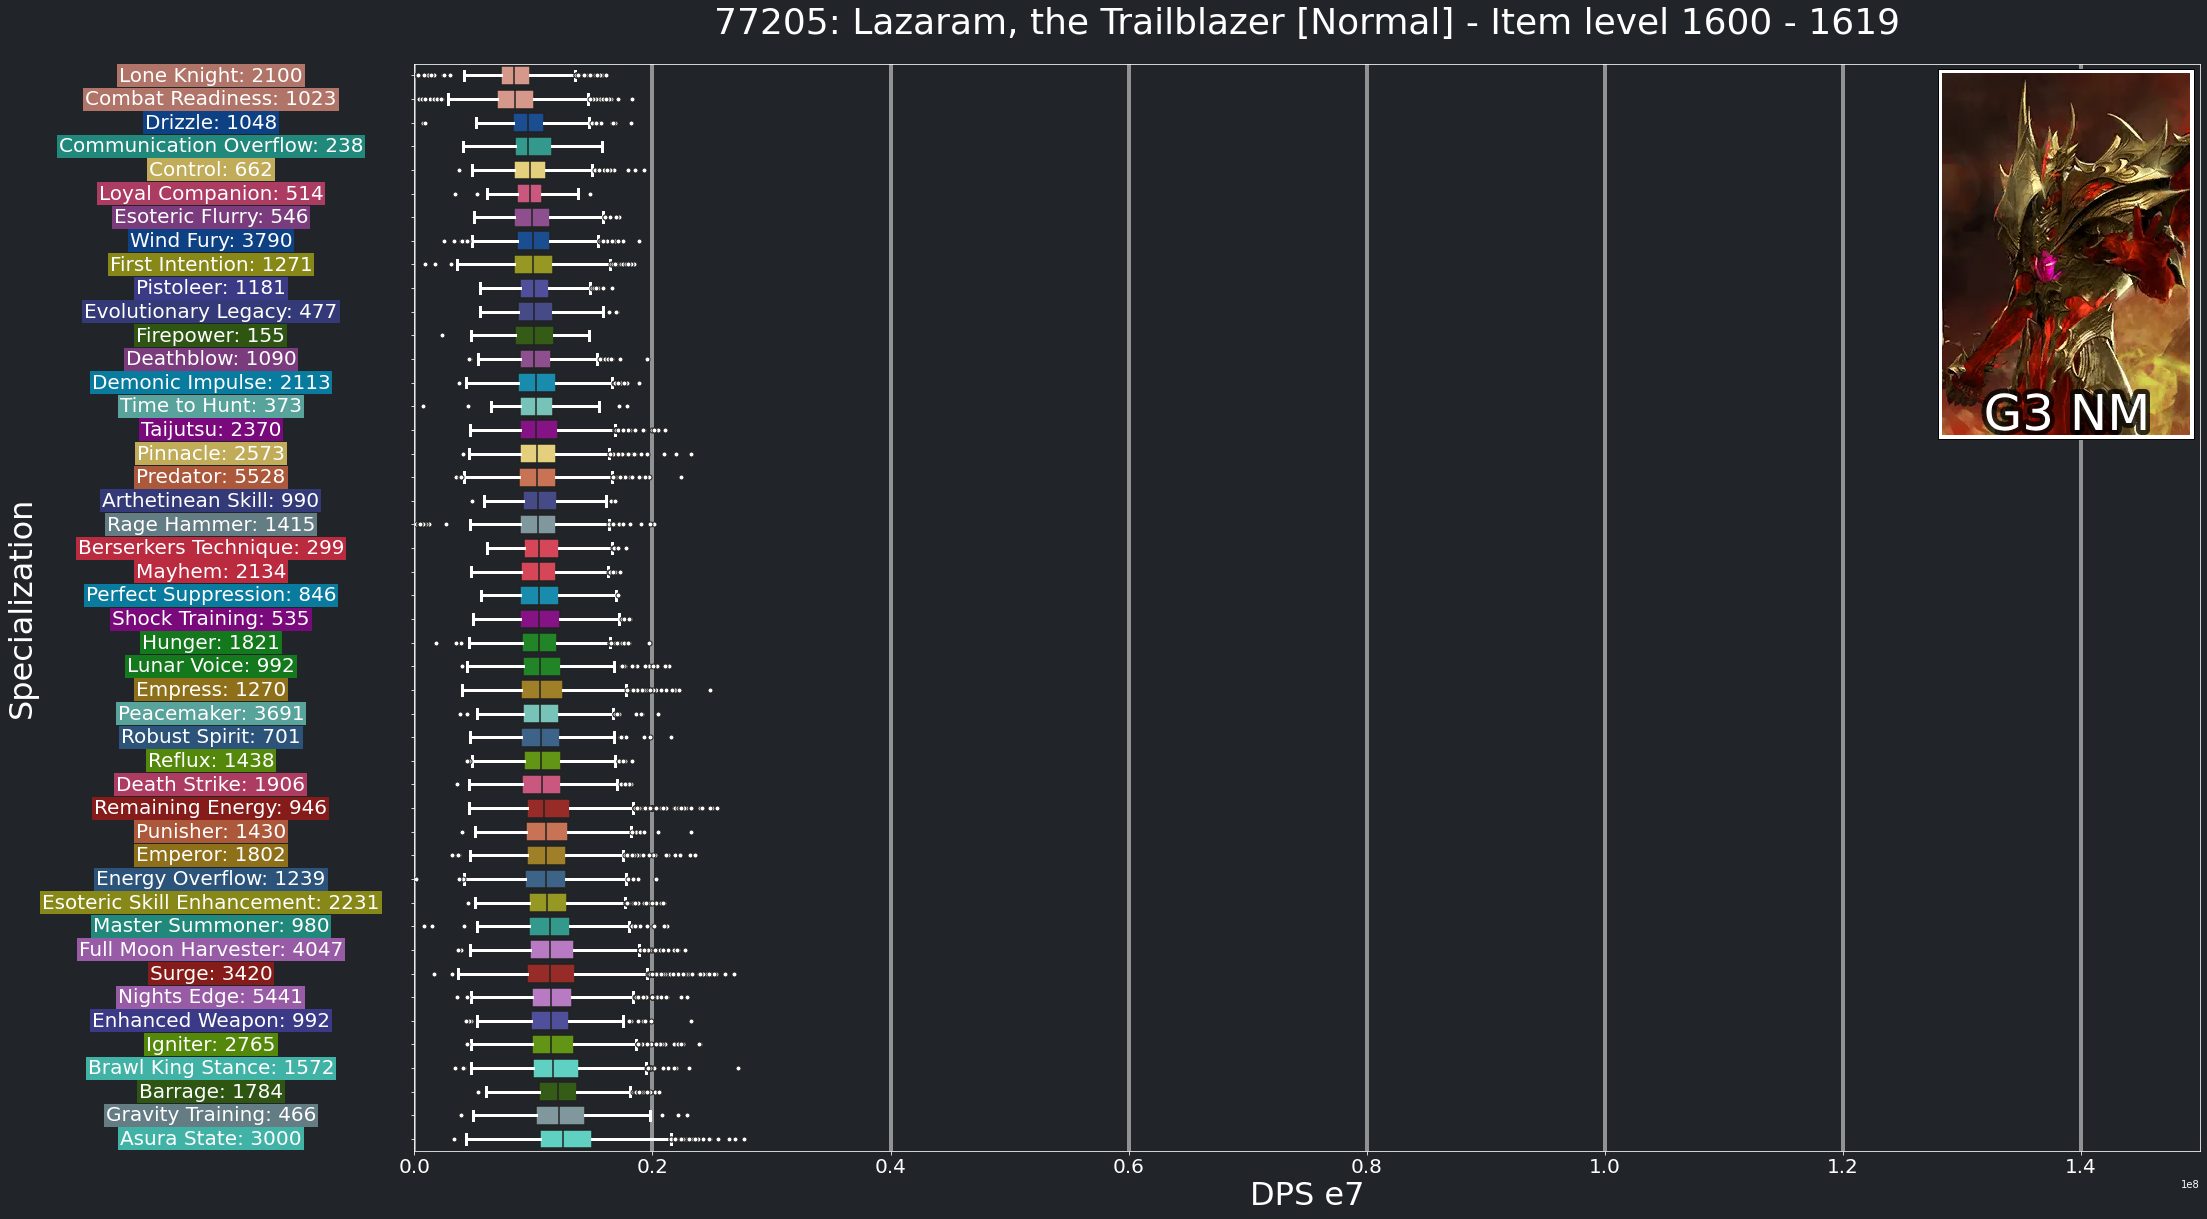 77205: Lazaram, the Trailblazer [Normal] - Item level 1600 - 1619
Lone Knight: 2100
Combat Readiness: 1023
Drizzle: 1048
Communication Overflow: 238
Control: 662
Loyal Companion: 514
Esoteric Flurry: 546
Wind Fury: 3790
First Intention: 1271
Pistoleer: 1181
Evolutionary Legacy: 477
Firepower: 155
Deathblow: 1090
Demonic Impulse: 2113
Time to Hunt: 373
Taijutsu: 2370
Pinnacle: 2573
Predator: 5528
Arthetinean Skill: 990
Rage Hammer: 1415
Berserkers Technique: 299
Mayhem: 2134
Perfect Suppression: 846
Shock Training: 535
Hunger: 1821
Lunar Voice: 992
Empress: 1270
Peacemaker: 3691
Robust Spirit: 701
Reflux: 1438
Death Strike: 1906
Remaining Energy: 946
Punisher: 1430
Emperor: 1802
Energy Overflow: 1239
Esoteric Skill Enhancement: 2231
Master Summoner: 980
Full Moon Harvester: 4047
Surge: 3420
Nights Edge: 5441
Enhanced Weapon: 992
Igniter: 2765
Brawl King Stance: 1572
Barrage: 1784
Gravity Training: 466
Asura State: 3000
Specialization
G3 NM
0.0 0.2 0.4 0.6 0.8 1.0 1.2 1.4
1e8
DPS e7